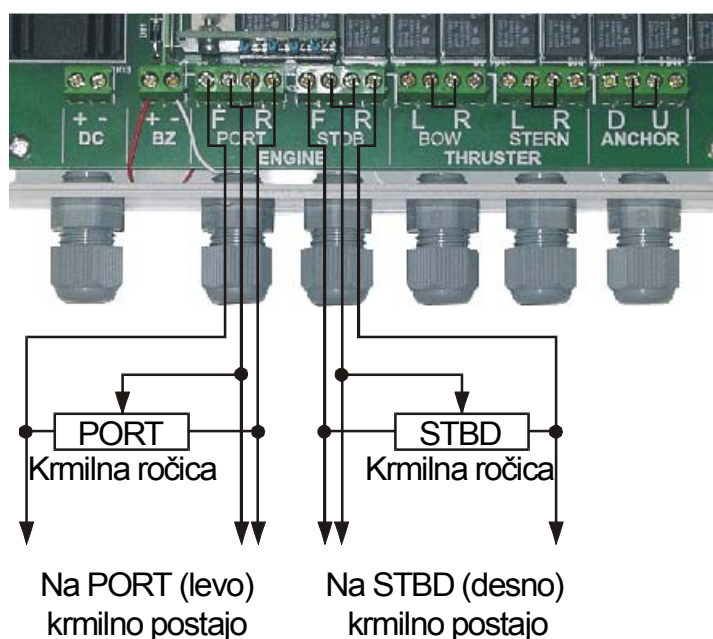 + - + - F R F R L R L R D U
DC BZ PORT STDB BOW STERN ANCHOR
ENGINE THRUSTER
PORT STBD
Krmilna ročica Krmilna ročica
Na PORT (levo) Na STBD (desno)
krmilno postajo krmilno postajo